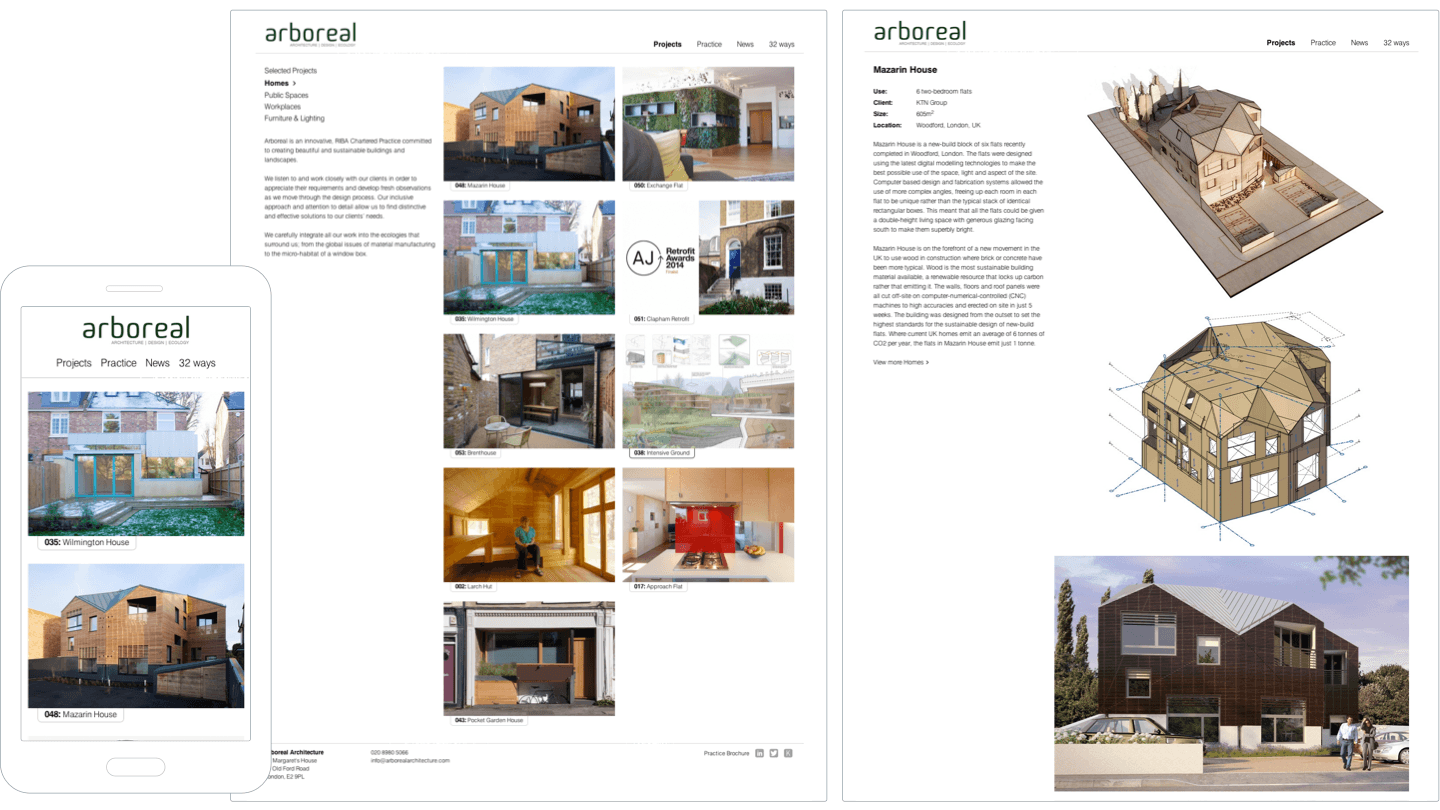 arboreal
ARCHITECTURE | DESIGN | ECOLOGY
Projects Practice News 32 ways
035: Wilmington House
048: Mazarin House
arboreal
ARCHITECTURE | DESIGN | ECOLOGY
Projects Practice News 32 ways
Selected Projects
Homes >
Public Spaces
Workplaces
Furniture & Lighting
Arboreal is an innovative, RIBA Chartered Practice committed
to creating beautiful and sustainable buildings and
landscapes.
We listen to and work closely with our clients in order to
appreciate their requirements and develop fresh observations
as we move through the design process. Our inclusive
approach and attention to detail allow us to find distinctive
and effective solutions to our clients' needs.
We carefully integrate all our work into the ecologies that
surround us; from the global issues of material manufacturing
to the micro-habitat of a window box.
048: Mazarin House
050: Exchange Flat
AJ Retrofit
Awards
2014
035: Wilmington House
051: Clapham Retrofit
053: Brenthouse
038: Intensive Ground
002: Larch Hut
017: Approach Flat
043: Pocket Garden House
boreal Architecture
Margaret's House
Old Ford Road
ondon, E2 9PL
020 8980 5066
info@arborealarchitecture.com
Practice Brochure
arboreal
ARCHITECTURE | DESIGN | ECOLOGY
Projects Practice News 32 ways
Mazarin House
Use: 6 two-bedroom flats
Client: KTN Group
Size: 605m²
Location: Woodford, London, UK
Mazarin House is a new-build block of six flats recently
completed in Woodford, London. The flats were designed
using the latest digital modelling technologies to make the
best possible use of the space, light and aspect of the site.
Computer based design and fabrication systems allowed the
use of more complex angles, freeing up each room in each
flat to be unique rather than the typical stack of identical
rectangular boxes. This meant that all the flats could be given
a double-height living space with generous glazing facing
south to make them superbly bright.
Mazarin House is on the forefront of a new movement in the
UK to use wood in construction where brick or concrete have
been more typical. Wood is the most sustainable building
material available, a renewable resource that locks up carbon
rather that emitting it. The walls, floors and roof panels were
all cut off-site on computer-numerical-controlled (CNC)
machines to high accuracies and erected on site in just 5
weeks. The building was designed from the outset to set the
highest standards for the sustainable design of new-build
flats. Where current UK homes emit an average of 6 tonnes of
CO2 per year, the flats in Mazarin House emit just 1 tonne.
View more Homes >